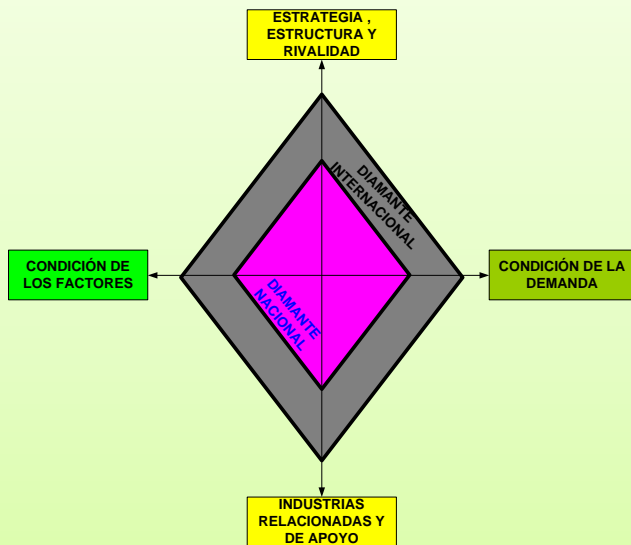 ESTRATEGIA ,
ESTRUCTURA Y
RIVALIDAD
DIAMANTE
INTERNACIONAL
CONDICIÓN DE
LOS FACTORES
CONDICIÓN DE LA
DEMANDA
DIAMANTE
NACIONAL
INDUSTRIAS
RELACIONADAS Y
DE APOYO